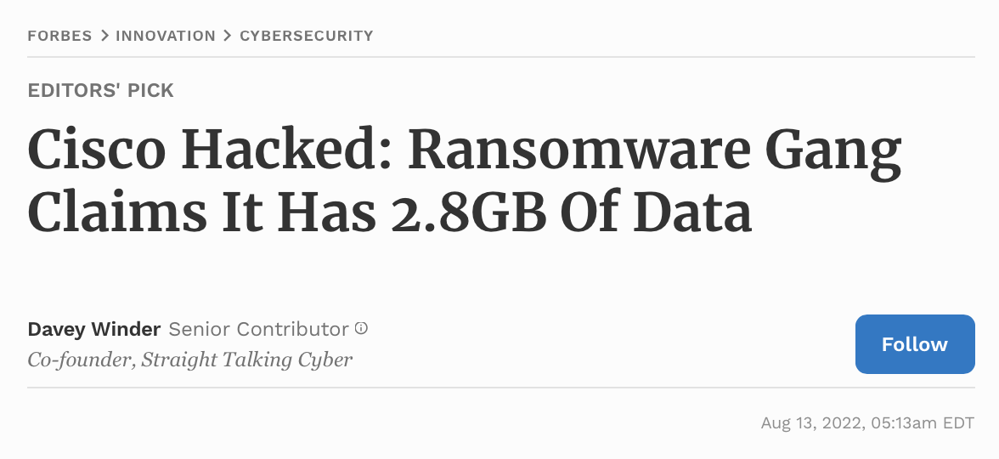 FORBES > INNOVATION > CYBERSECURITY
EDITORS' PICK
Cisco Hacked: Ransomware Gang
Claims It Has 2.8GB Of Data
Davey Winder Senior Contributor
Co-founder, Straight Talking Cyber
Follow
Aug 13, 2022, 05:13am EDT